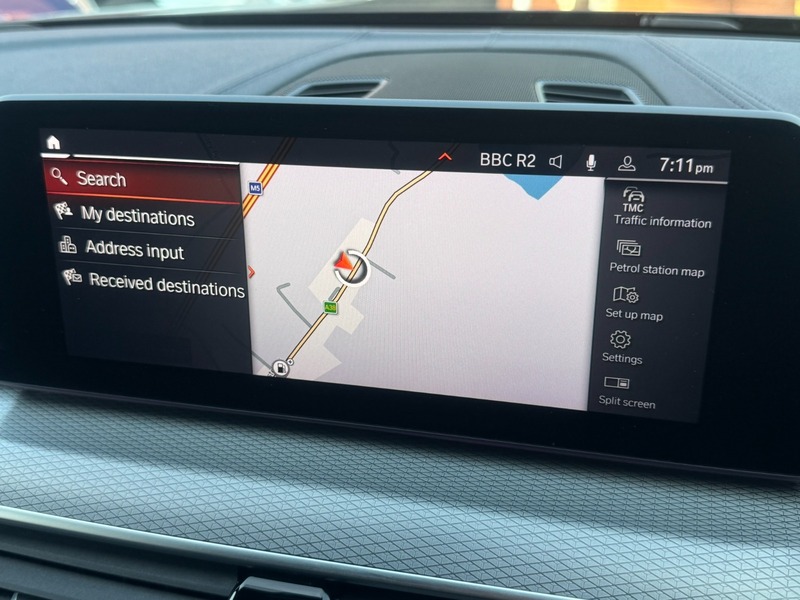 BBC R2
7:11pm
Search
My destinations
Address input
Received destinations
M5
A38
TMC
Traffic information
Petrol station map
Set up map
Settings
Split screen